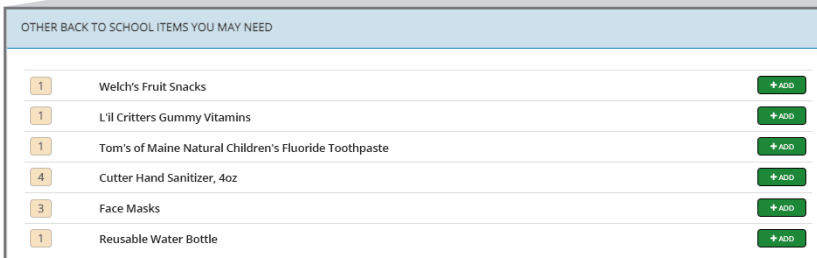 OTHER BACK TO SCHOOL ITEMS YOU MAY NEED
1 Welch's Fruit Snacks + ADD
1 L'il Critters Gummy Vitamins + ADD
1 Tom's of Maine Natural Children's Fluoride Toothpaste + ADD
4 Cutter Hand Sanitizer, 4oz + ADD
3 Face Masks + ADD
1 Reusable Water Bottle + ADD